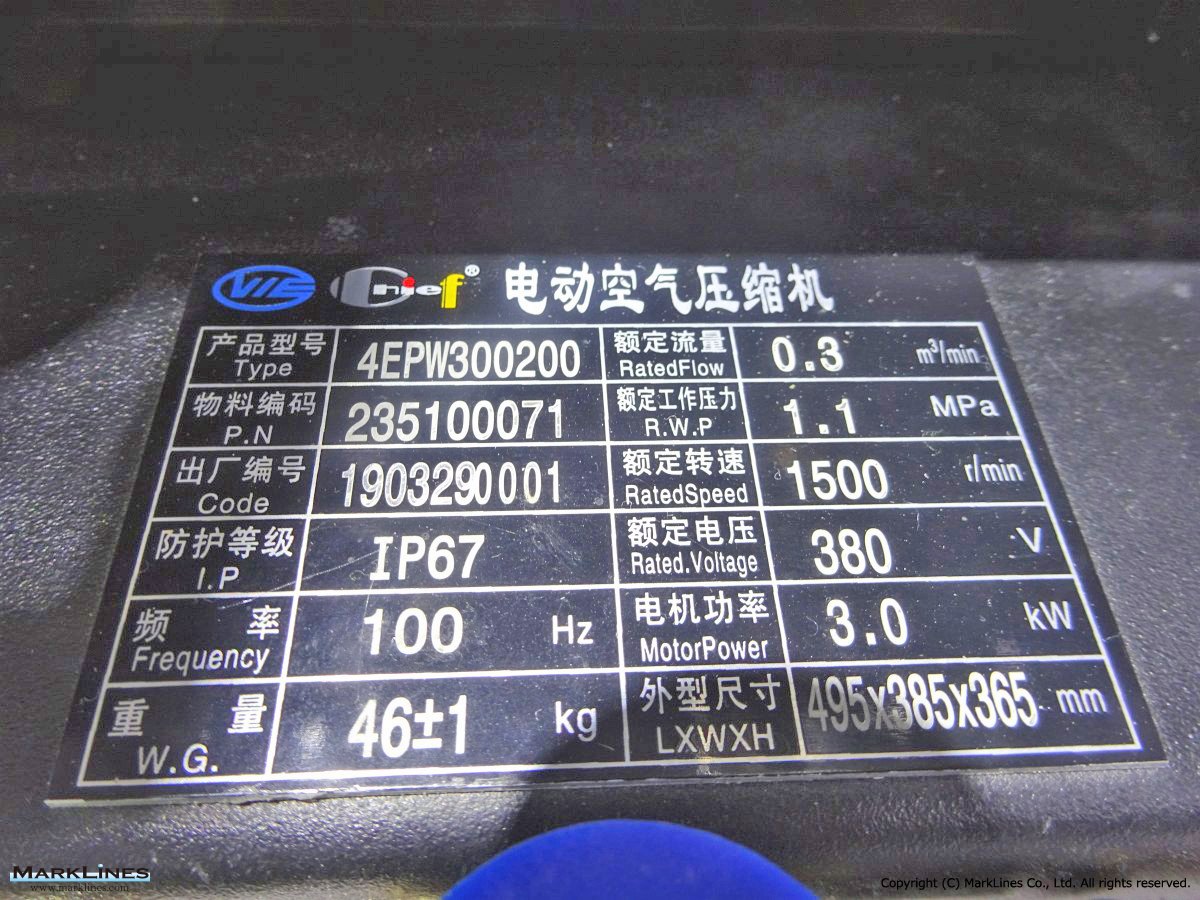 VIE Chief® 电动空气压缩机
产品型号 4EPW300200 额定流量 0.3 m³/min
Type RatedFlow
物料编码 235100071 额定工作压力 1.1 MPa
P.N R.W.P
出厂编号 1903290001 额定转速 1500 r/min
Code RatedSpeed
防护等级 IP67 额定电压 380 V
I.P Rated.Voltage
频率 100 Hz 电机功率 3.0 kW
Frequency MotorPower
重量 46±1 kg 外型尺寸 495x385x365 mm
W.G. LXWXH
MARKLINES
www.marklines.com
Copyright (C) MarkLines Co., Ltd. All rights reserved.